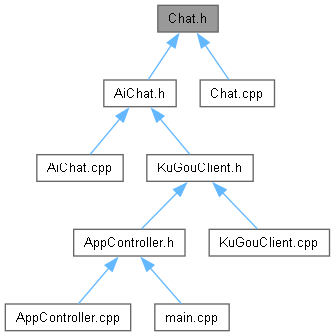 Chat.h
AiChat.h
Chat.cpp
AiChat.cpp
KuGouClient.h
AppController.h
KuGouClient.cpp
AppController.cpp
main.cpp